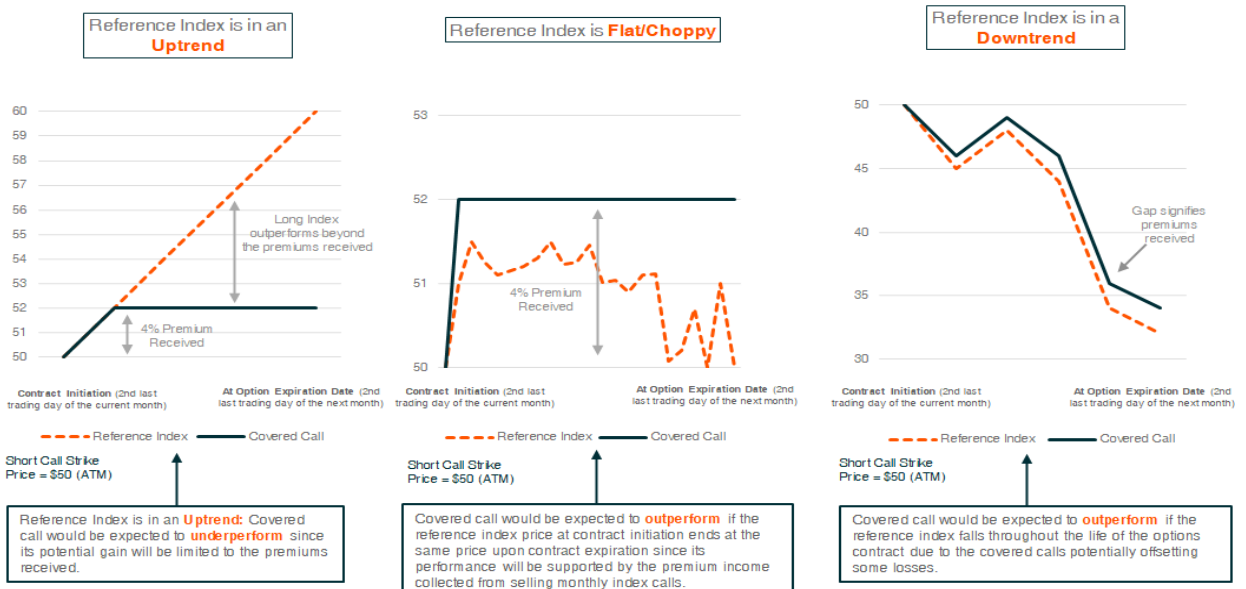 Reference Index is in an
Uptrend
60
59
58
57
56
55
54
53
52
51
50
Long Index
outperforms beyond
the premiums received
4% Premium
Received
Contract Initiation (2nd last
trading day of the current month)
At Option Expiration Date (2nd
last trading day of the next month)
Reference Index
Covered Call
Short Call Strike
Price = $50 (ATM)
Reference Index is in an Uptrend: Covered
call would be expected to underperform since
its potential gain will be limited to the premiums
received.
Reference Index is Flat/Choppy
53
52
51
50
4% Premium
Received
Contract Initiation (2nd last
trading day of the current month)
At Option Expiration Date (2nd
last trading day of the next month)
Reference Index
Covered Call
Short Call Strike
Price = $50 (ATM)
Covered call would be expected to outperform if the
reference index price at contract initiation ends at
the same price upon contract expiration since its
performance will be supported by the premium income
collected from selling monthly index calls.
Reference Index is in a
Downtrend
50
45
40
35
30
Gap signifies
premiums
received
Contract Initiation (2nd last
trading day of the current month)
At Option Expiration Date (2nd
last trading day of the next month)
Reference Index
Covered Call
Short Call Strike
Price = $50 (ATM)
Covered call would be expected to outperform if the
reference index falls throughout the life of the options
contract due to the covered calls potentially offsetting
some losses.